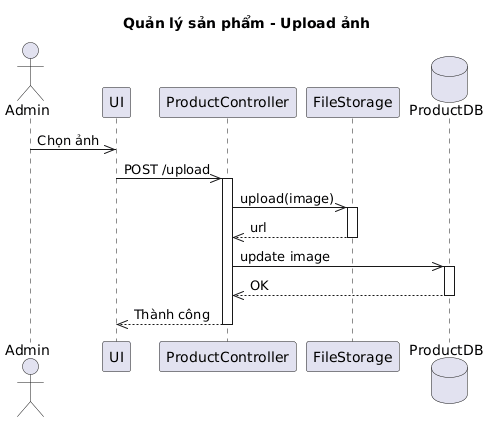 Quản lý sản phẩm - Upload ảnh
Admin
UI
ProductController
FileStorage
ProductDB
Chọn ảnh
POST /upload
upload(image)
url
update image
OK
Thành công
Admin
UI
ProductController
FileStorage
ProductDB